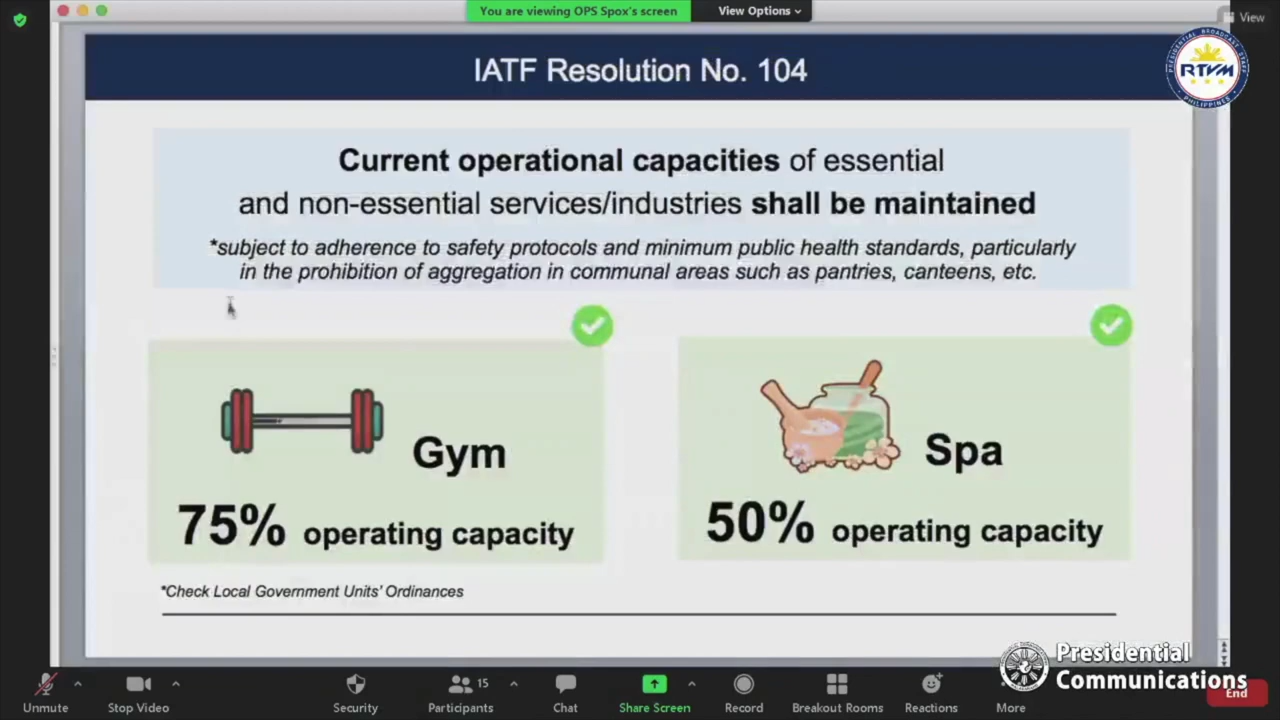 You are viewing OPS Spox's screen
View Options
View
IATF Resolution No. 104
PRESIDENTIAL BROADCAST STAFF
RTVM
PHILIPPINES
Current operational capacities of essential
and non-essential services/industries shall be maintained
*subject to adherence to safety protocols and minimum public health standards, particularly
in the prohibition of aggregation in communal areas such as pantries, canteens, etc.
Gym
75% operating capacity
Spa
50% operating capacity
*Check Local Government Units' Ordinances
Presidential
Communications
Unmute
Stop Video
Security
15
Participants
Chat
Share Screen
Record
Breakout Rooms
Reactions
More
End